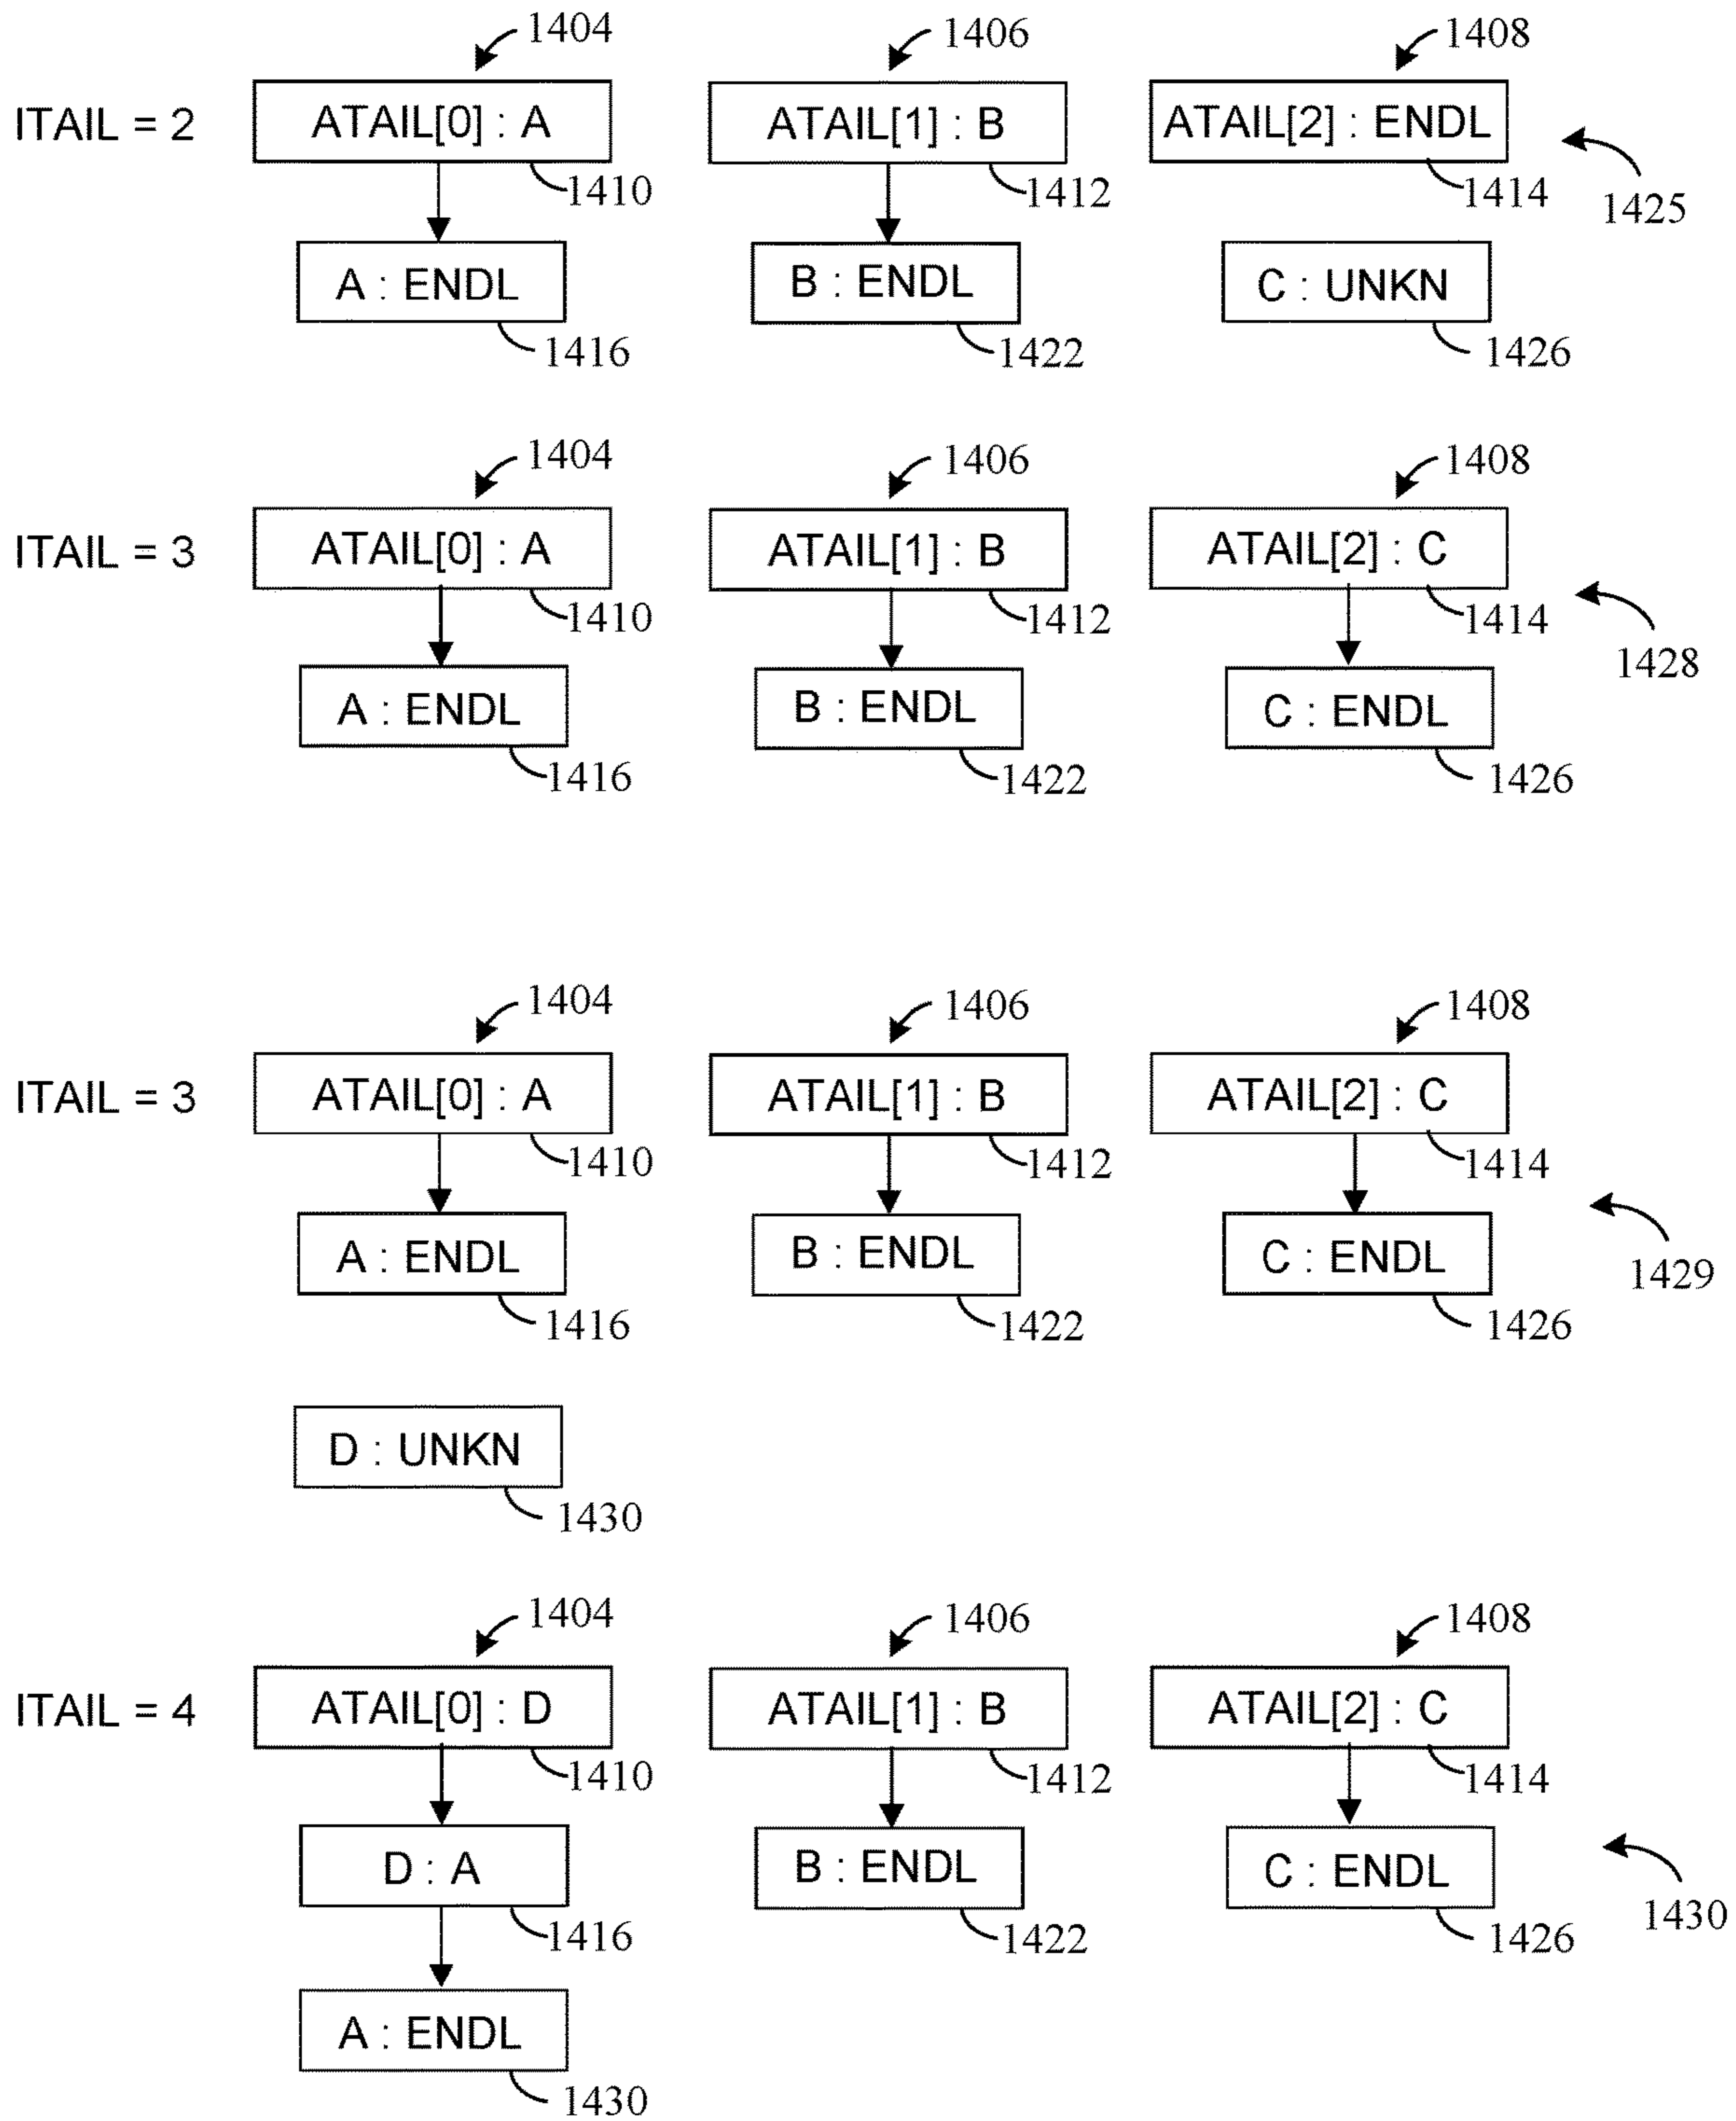 1404 1406 1408
ITAIL = 2 ATAIL[0] : A ATAIL[1] : B ATAIL[2] : ENDL
1410 1412 1414 1425
A : ENDL B : ENDL C : UNKN
1416 1422 1426
1404 1406 1408
ITAIL = 3 ATAIL[0] : A ATAIL[1] : B ATAIL[2] : C
1410 1412 1414 1428
A : ENDL B : ENDL C : ENDL
1416 1422 1426
1404 1406 1408
ITAIL = 3 ATAIL[0] : A ATAIL[1] : B ATAIL[2] : C
1410 1412 1414
A : ENDL B : ENDL C : ENDL 1429
1416 1422 1426
D : UNKN
1430
1404 1406 1408
ITAIL = 4 ATAIL[0] : D ATAIL[1] : B ATAIL[2] : C
1410 1412 1414
D : A B : ENDL C : ENDL 1430
1416 1422 1426
A : ENDL
1430